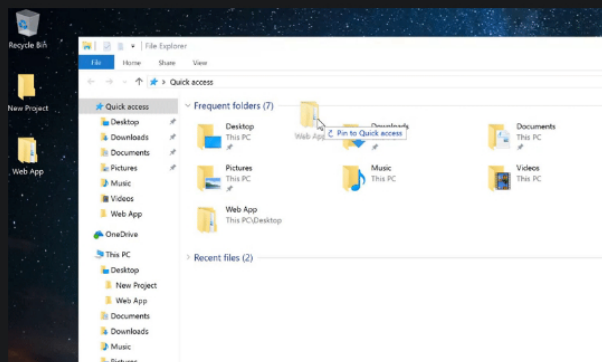 Recycle Bin
New Project
Web App
File Explorer
File
Home
Share
View
Quick access
Quick access
Desktop
Downloads
Documents
Pictures
Music
Videos
Web App
OneDrive
This PC
Desktop
New Project
Web App
Documents
Downloads
Music
Pictures
Frequent folders (7)
Web App
Pin to Quick access
Desktop
This PC
Downloads
Documents
This PC
Pictures
This PC
Music
This PC
Videos
This PC
Web App
This PC\Desktop
Recent files (2)